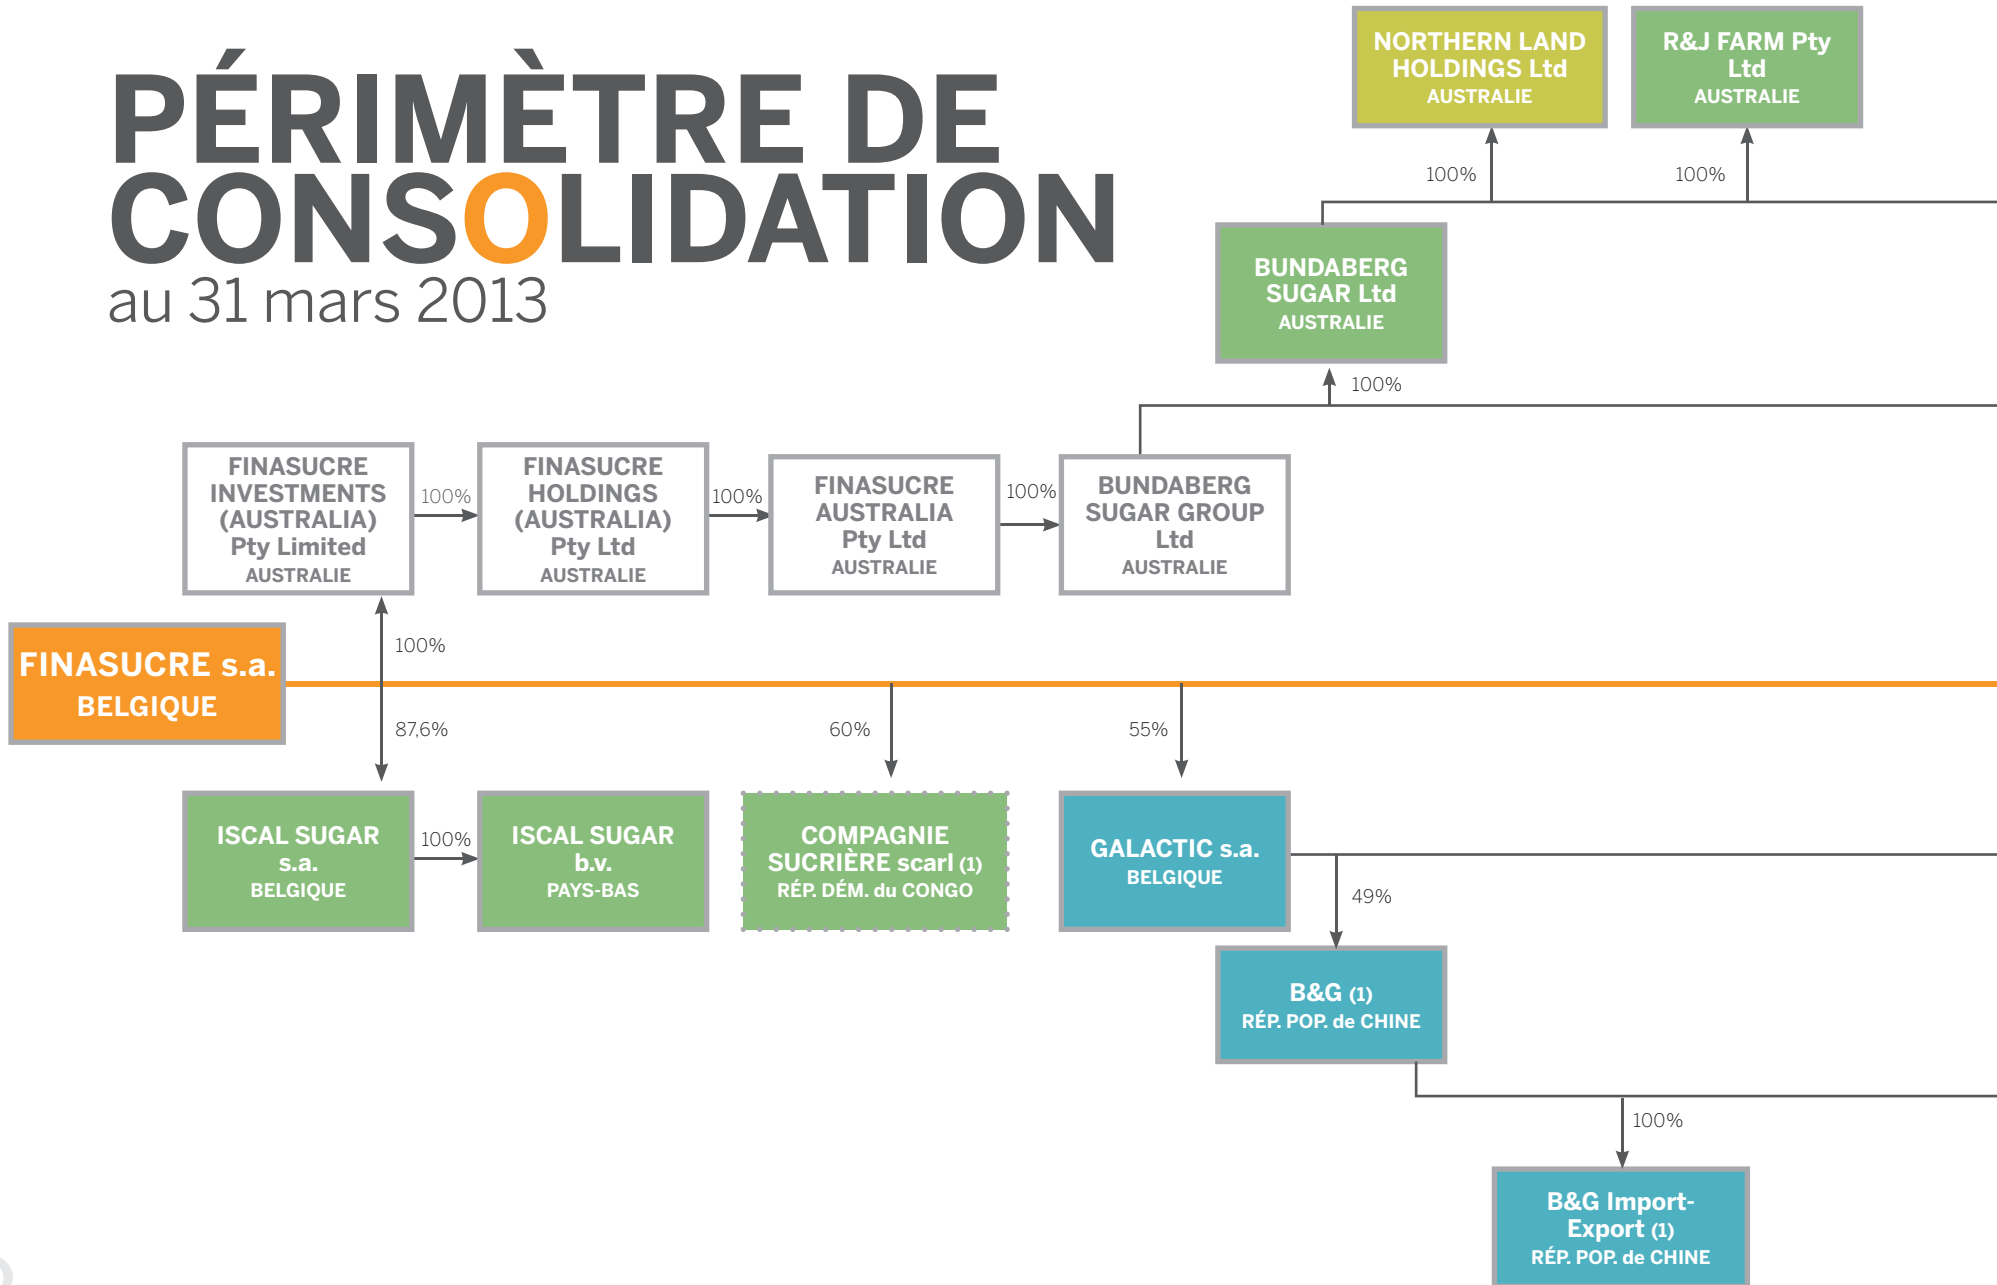 PÉRIMÈTRE DE
CONSOLIDATION
au 31 mars 2013
NORTHERN LAND
HOLDINGS Ltd
AUSTRALIE
R&J FARM Pty
Ltd
AUSTRALIE
100%
100%
BUNDABERG
SUGAR Ltd
AUSTRALIE
100%
FINASUCRE
INVESTMENTS
(AUSTRALIA)
Pty Limited
AUSTRALIE
100%
FINASUCRE
HOLDINGS
(AUSTRALIA)
Pty Ltd
AUSTRALIE
100%
FINASUCRE
AUSTRALIA
Pty Ltd
AUSTRALIE
100%
BUNDABERG
SUGAR GROUP
Ltd
AUSTRALIE
100%
FINASUCRE s.a.
BELGIQUE
87,6%
60%
55%
ISCAL SUGAR
s.a.
BELGIQUE
100%
ISCAL SUGAR
b.v.
PAYS-BAS
COMPAGNIE
SUCRIÈRE scarl (1)
RÉP. DÉM. du CONGO
GALACTIC s.a.
BELGIQUE
49%
B&G (1)
RÉP. POP. de CHINE
100%
B&G Import-
Export (1)
RÉP. POP. de CHINE